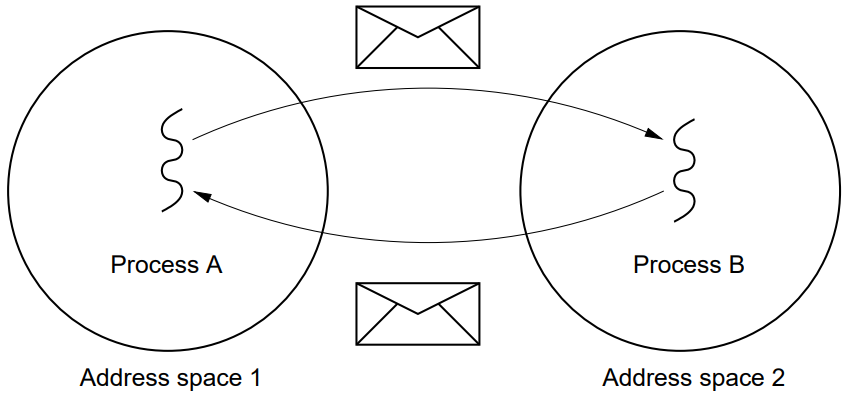 Process A
Process B
Address space 1
Address space 2